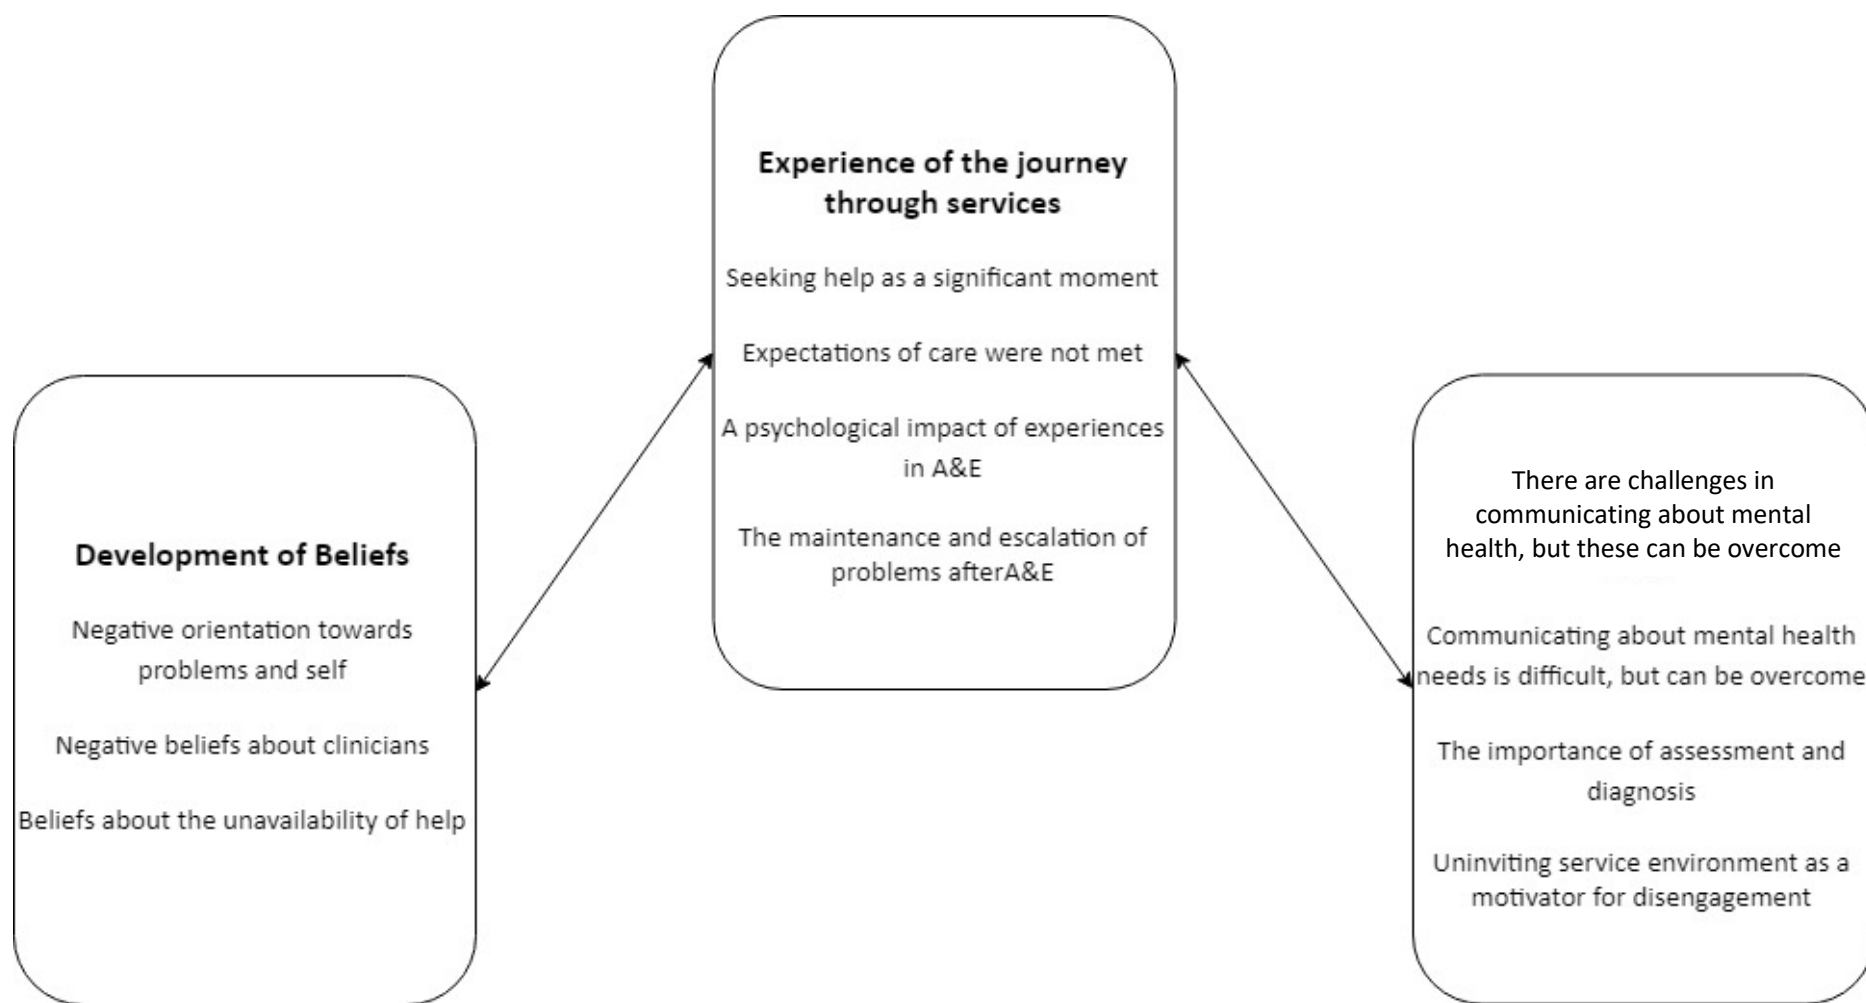 Experience of the journey
through services
Seeking help as a significant moment
Expectations of care were not met
A psychological impact of experiences
in A&E
The maintenance and escalation of
problems afterA&E
Development of Beliefs
Negative orientation towards
problems and self
Negative beliefs about clinicians
Beliefs about the unavailability of help
There are challenges in
communicating about mental
health, but these can be overcome
Communicating about mental health
needs is difficult, but can be overcome
The importance of assessment and
diagnosis
Uninviting service environment as a
motivator for disengagement